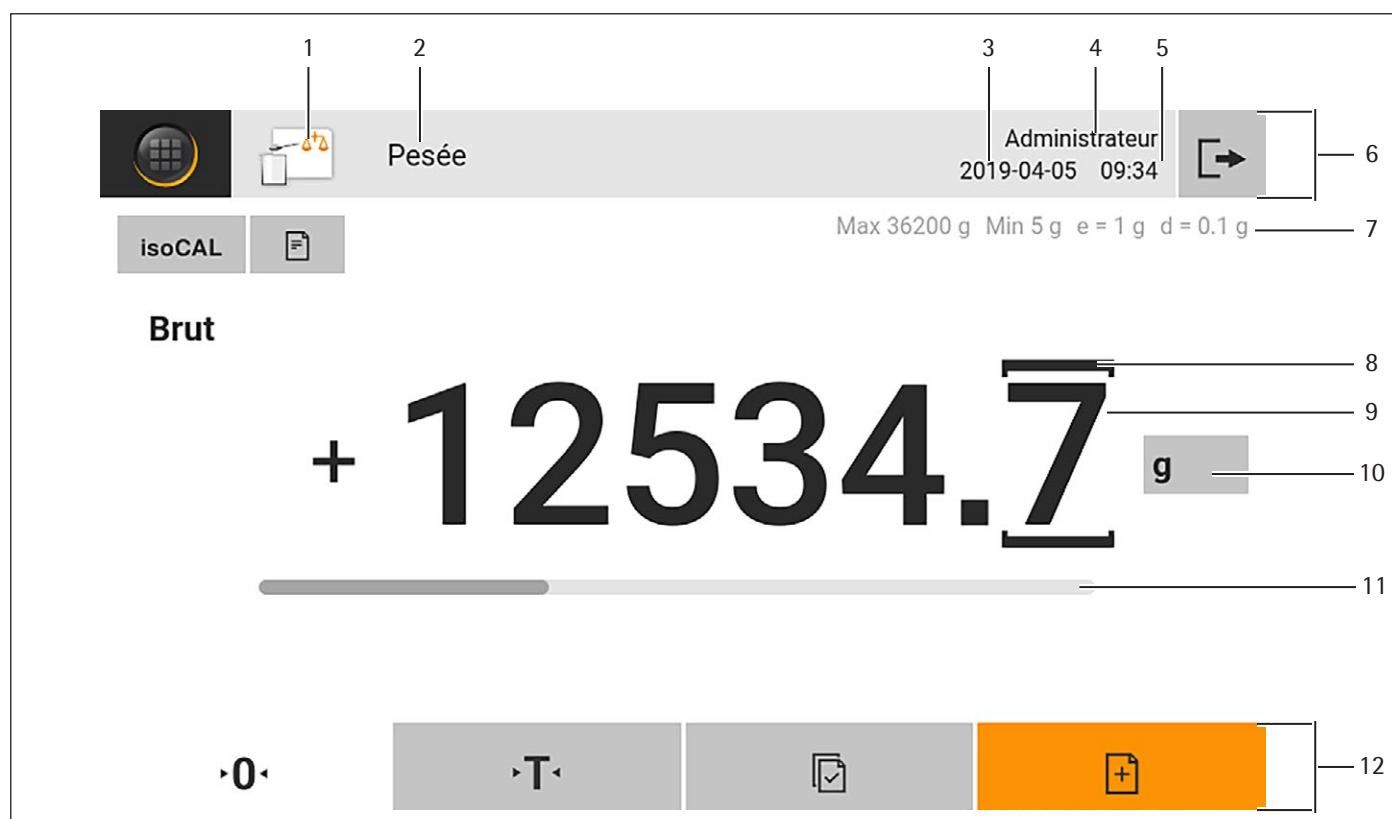 1 2 3 4 5
Administrateur
Pesée
2019-04-05 09:34
6
isoCAL
Max 36200 g Min 5 g e = 1 g d = 0.1 g
7
Brut
8
+ 12534.7
9
g
10
11
0
T
12